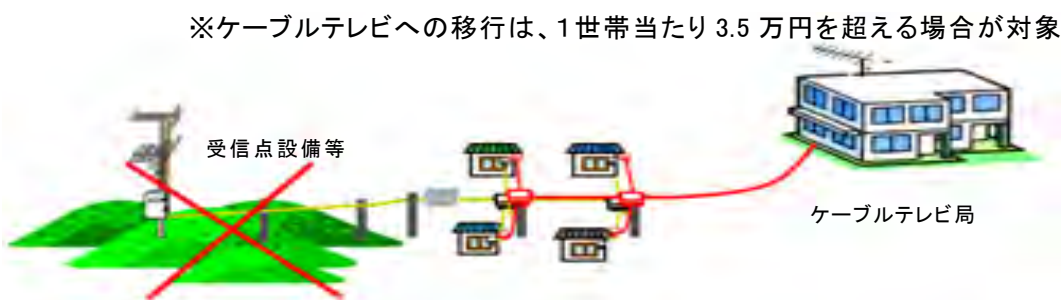 ※ケーブルテレビへの移行は、1世帯当たり3.5万円を超える場合が対象
受信点設備等
ケーブルテレビ局